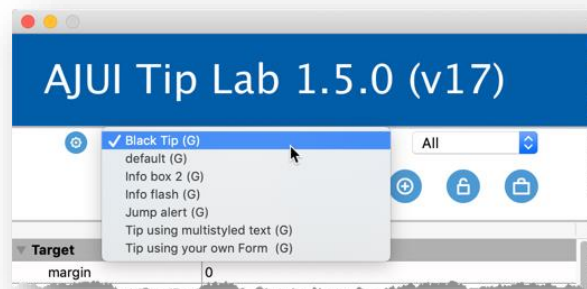 AJUI Tip Lab 1.5.0 (v17)
✓ Black Tip (G)
default (G)
Info box 2 (G)
Info flash (G)
Jump alert (G)
Tip using multistyled text (G)
Tip using your own Form  (G)
All
Target
margin 0